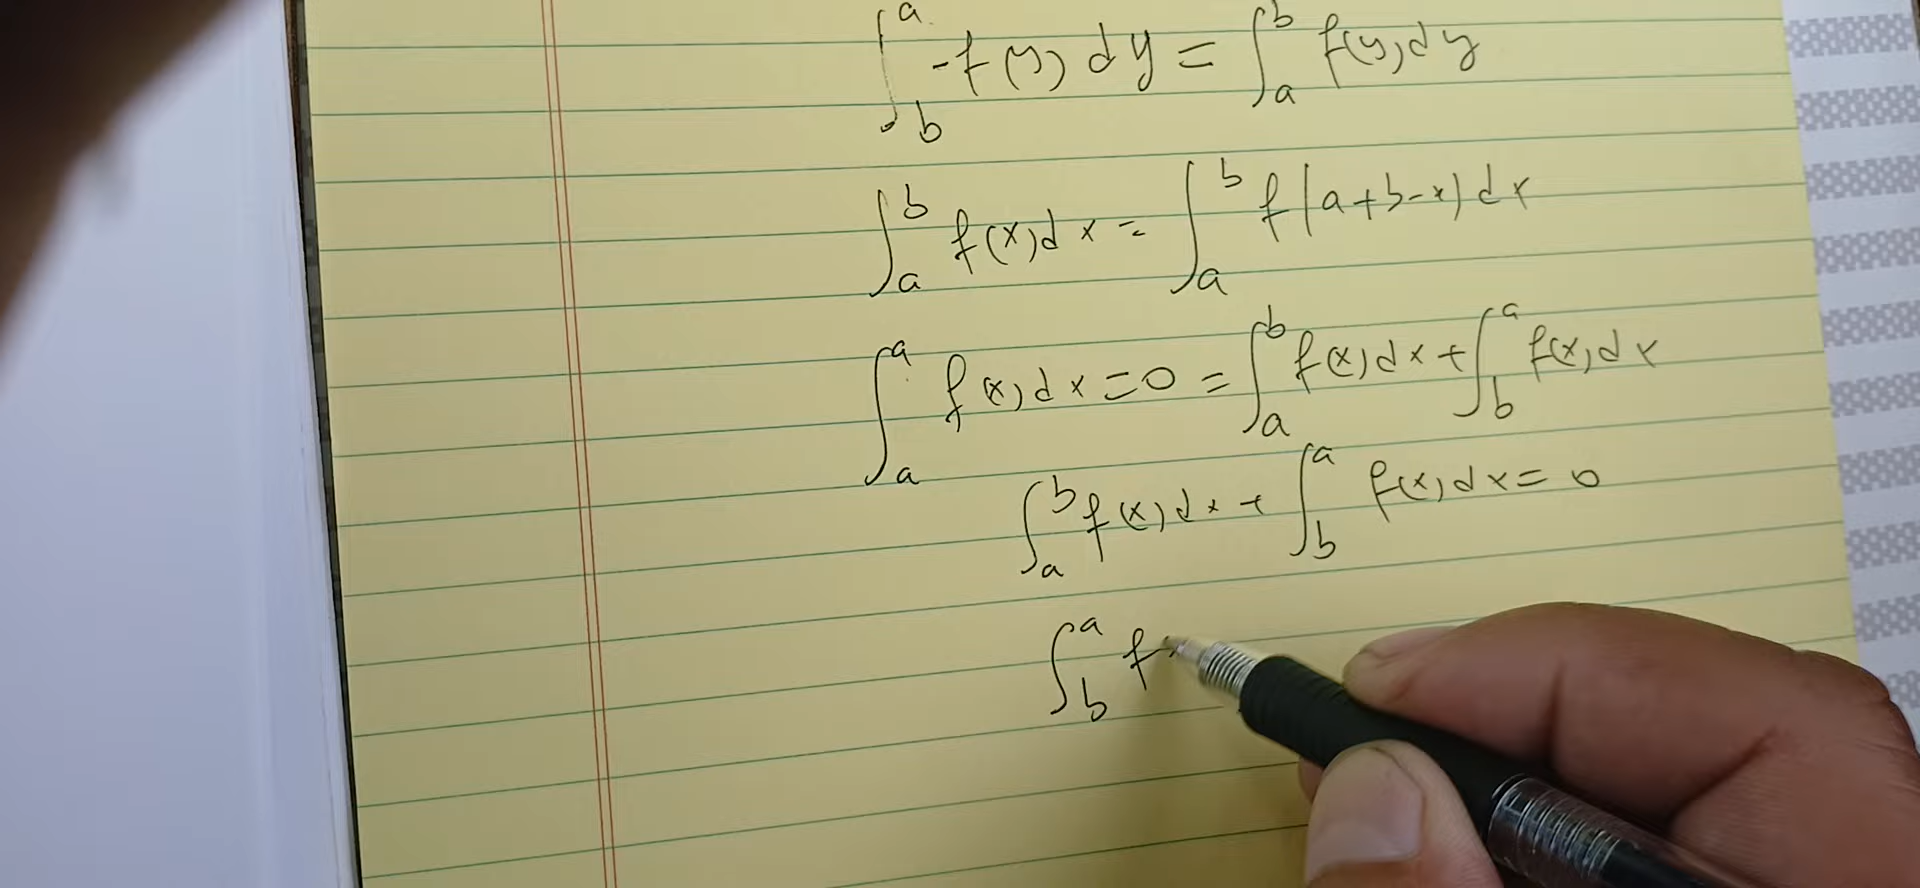 ∫_b^a -f(y) dy = ∫_a^b f(y) dy
∫_a^b f(x) dx = ∫_a^b f(a+b-x) dx
∫_a^a f(x) dx = 0 = ∫_a^b f(x) dx + ∫_b^a f(x) dx
∫_a^b f(x) dx + ∫_b^a f(x) dx = 0
∫_b^a f